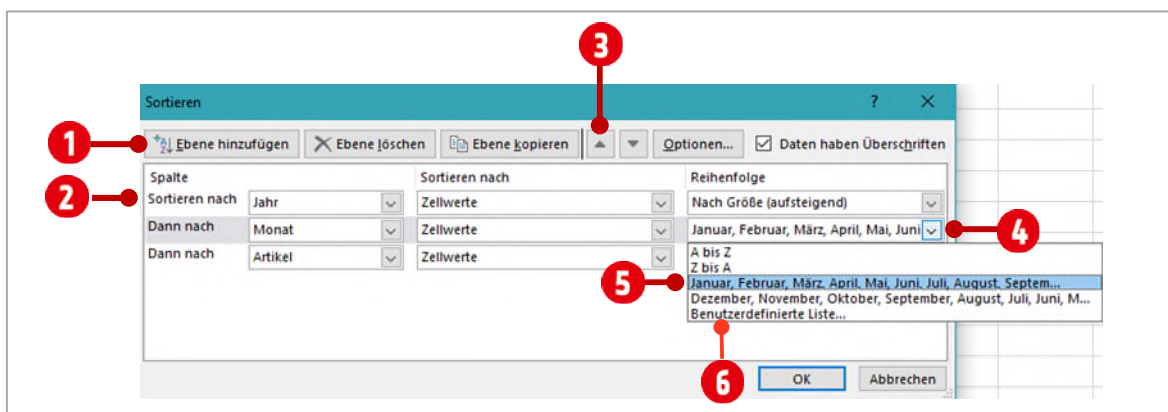 3
Sortieren ?
1
Ebene hinzufügen Ebene löschen Ebene kopieren Optionen... Daten haben Überschriften
Spalte Sortieren nach Reihenfolge
2
Sortieren nach Jahr Zellwerte Nach Größe (aufsteigend)
Dann nach Monat Zellwerte Januar, Februar, März, April, Mai, Juni
4
Dann nach Artikel Zellwerte
A bis Z
Z bis A
5
Januar, Februar, März, April, Mai, Juni, Juli, August, Septem...
Dezember, November, Oktober, September, August, Juli, Juni, M...
Benutzerdefinierte Liste...
6
OK Abbrechen